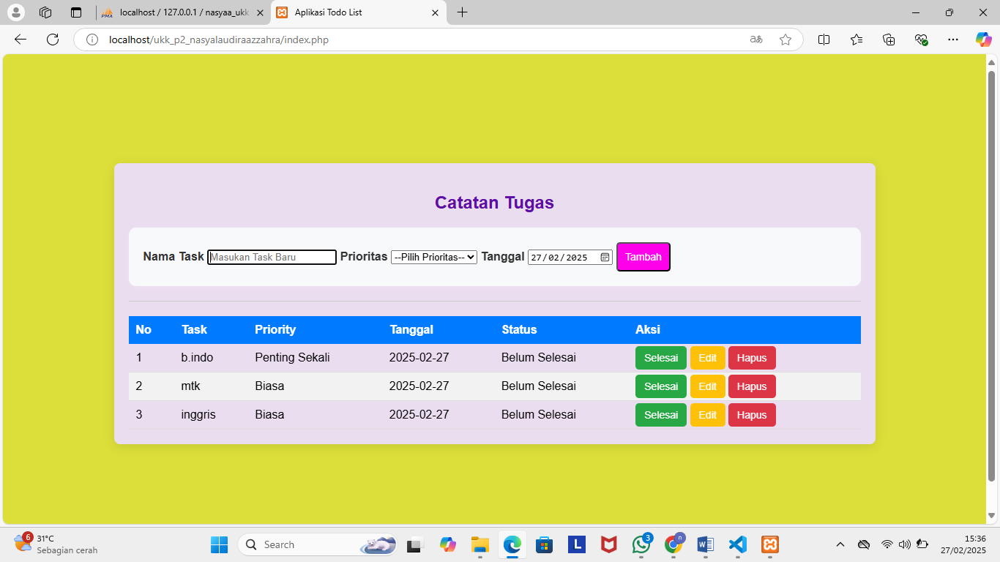 localhost / 127.0.0.1 / nasyaa_ukk
Aplikasi Todo List
localhost/ukk_p2_nasyalaudiraazzahra/index.php
Catatan Tugas
Nama Task Masukan Task Baru Prioritas --Pilih Prioritas-- Tanggal 27/02/2025 Tambah
No Task Priority Tanggal Status Aksi
1 b.indo Penting Sekali 2025-02-27 Belum Selesai Selesai Edit Hapus
2 mtk Biasa 2025-02-27 Belum Selesai Selesai Edit Hapus
3 inggris Biasa 2025-02-27 Belum Selesai Selesai Edit Hapus
6 31°C
Sebagian cerah
Search
3
n
15:36
27/02/2025